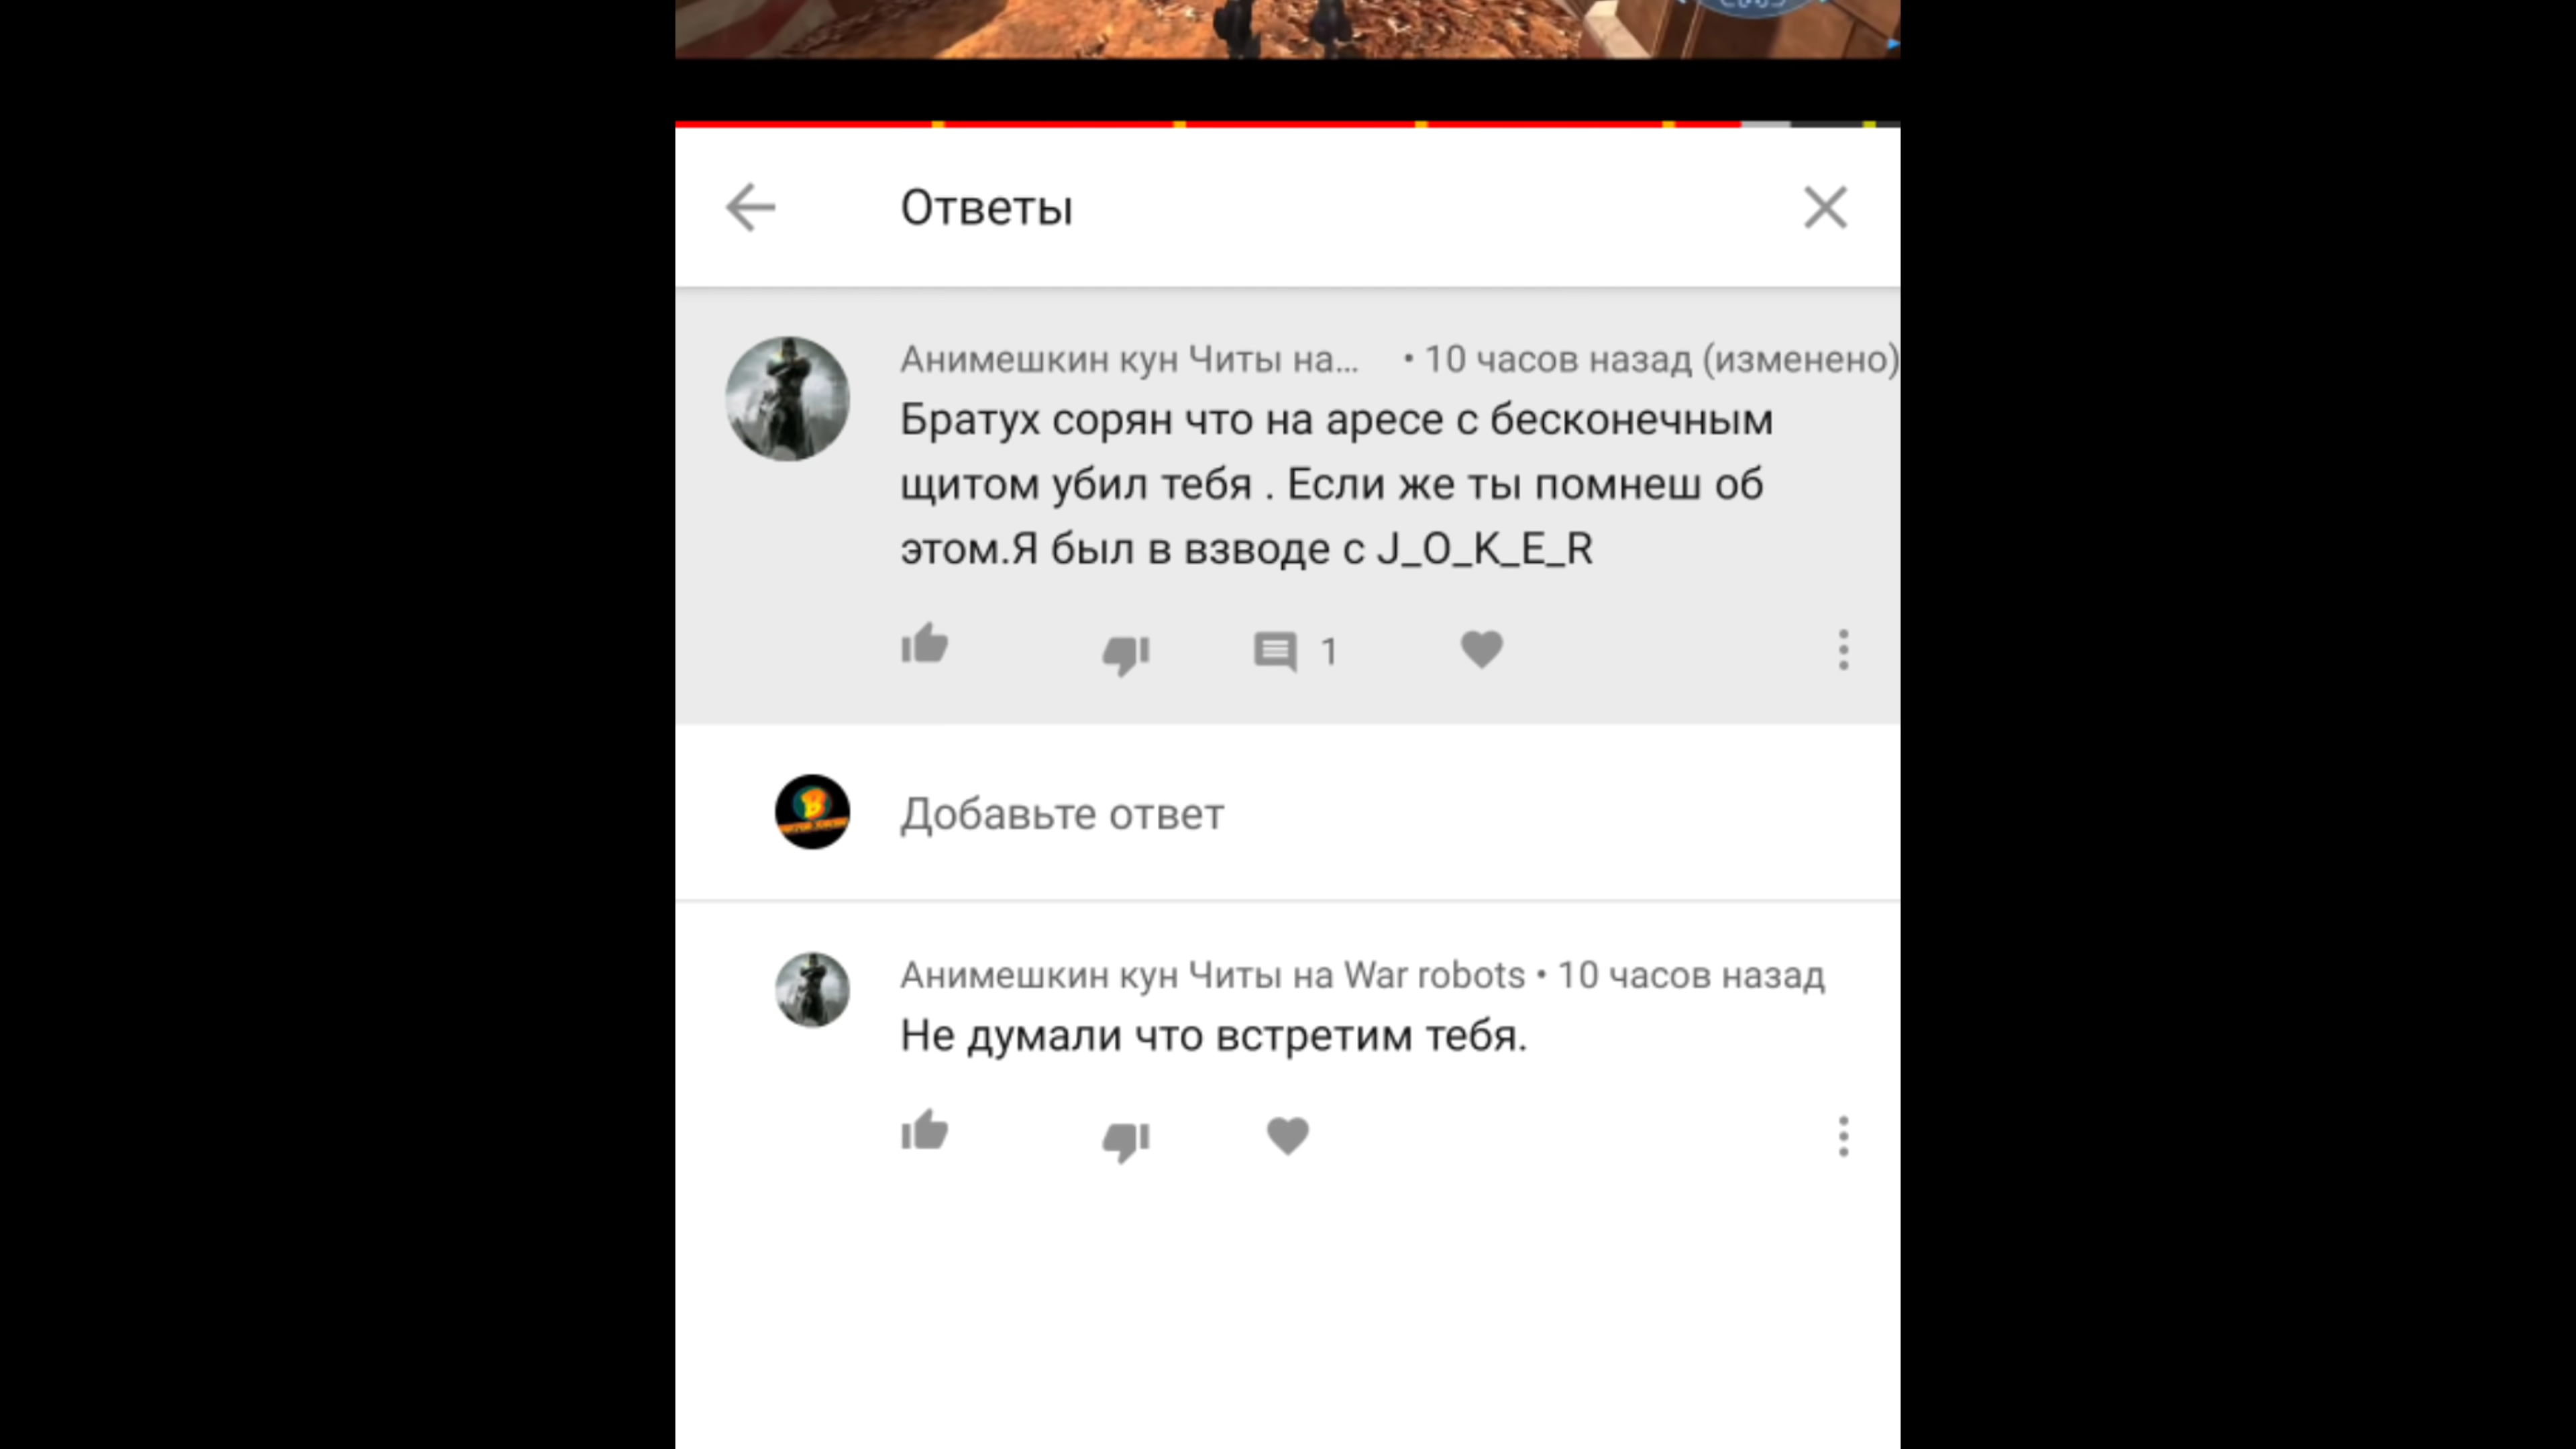 Ответы
Анимешкин кун Читы на... • 10 часов назад (изменено)
Братух сорян что на аресе с бесконечным
щитом убил тебя . Если же ты помнеш об
этом.Я был в взводе с J_O_K_E_R
1
Добавьте ответ
Анимешкин кун Читы на War robots • 10 часов назад
Не думали что встретим тебя.